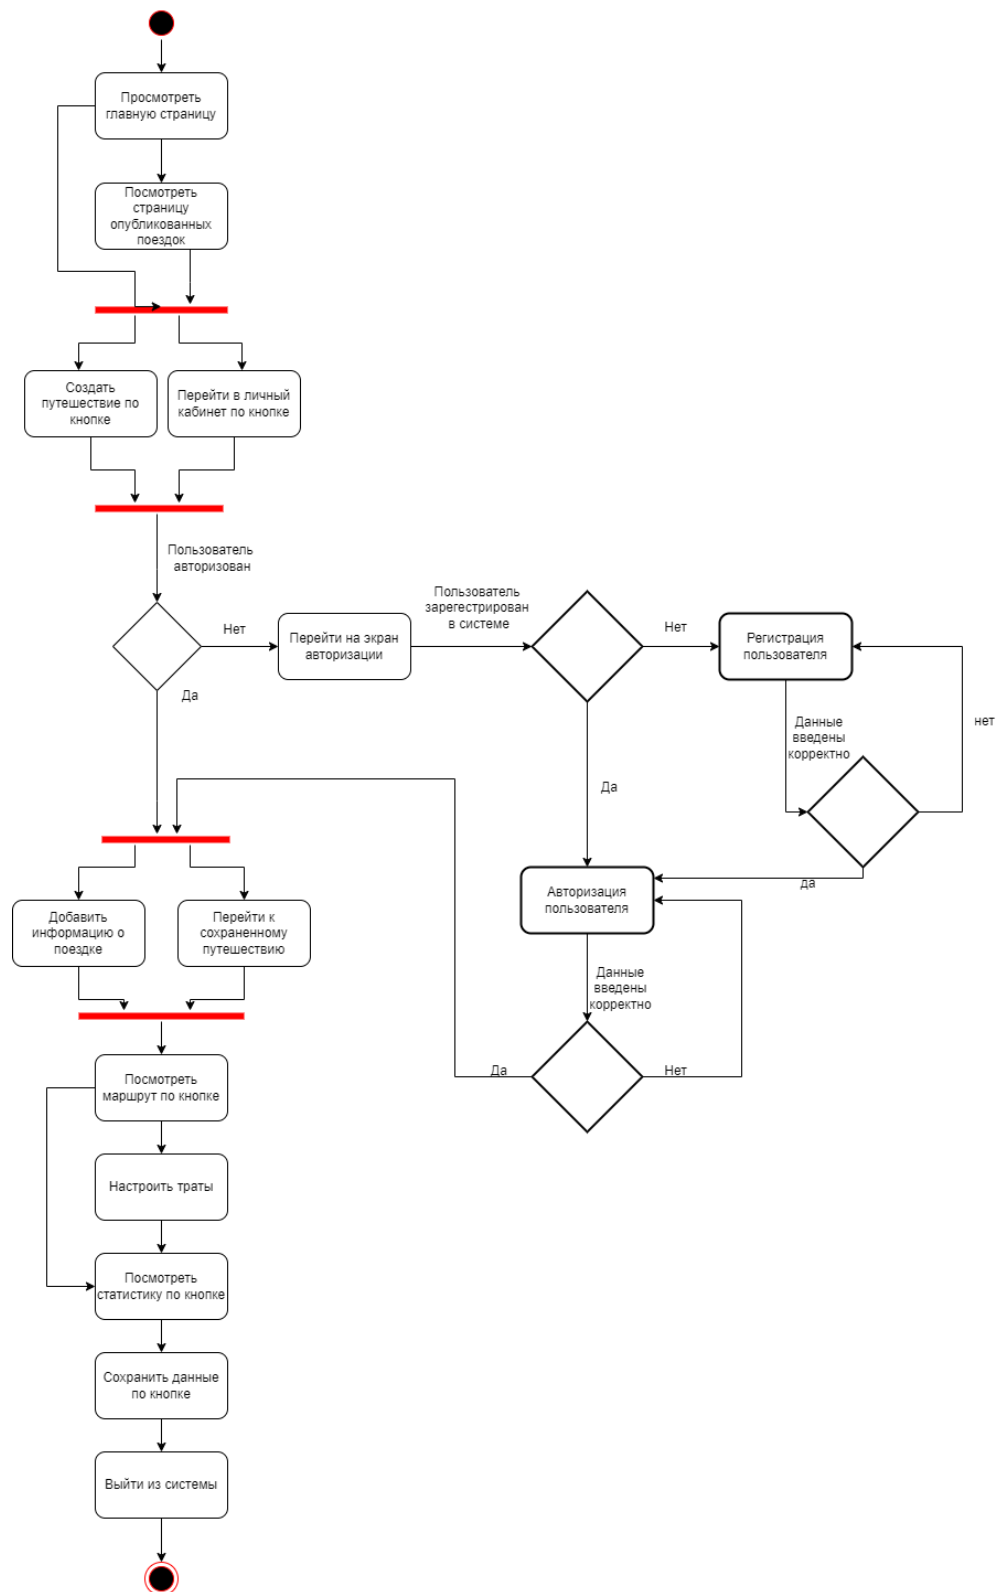 Просмотреть
главную страницу
Посмотреть
страницу
опубликованных
поездок
Создать
путешествие по
кнопке
Перейти в личный
кабинет по кнопке
Пользователь
авторизован
Нет
Перейти на экран
авторизации
Пользователь
зарегестрирован
в системе
Нет
Регистрация
пользователя
Да
Данные
введены
корректно
нет
Да
да
Авторизация
пользователя
Добавить
информацию о
поездке
Перейти к
сохраненному
путешествию
Данные
введены
корректно
Да
Нет
Посмотреть
маршрут по кнопке
Настроить траты
Посмотреть
статистику по кнопке
Сохранить данные
по кнопке
Выйти из системы